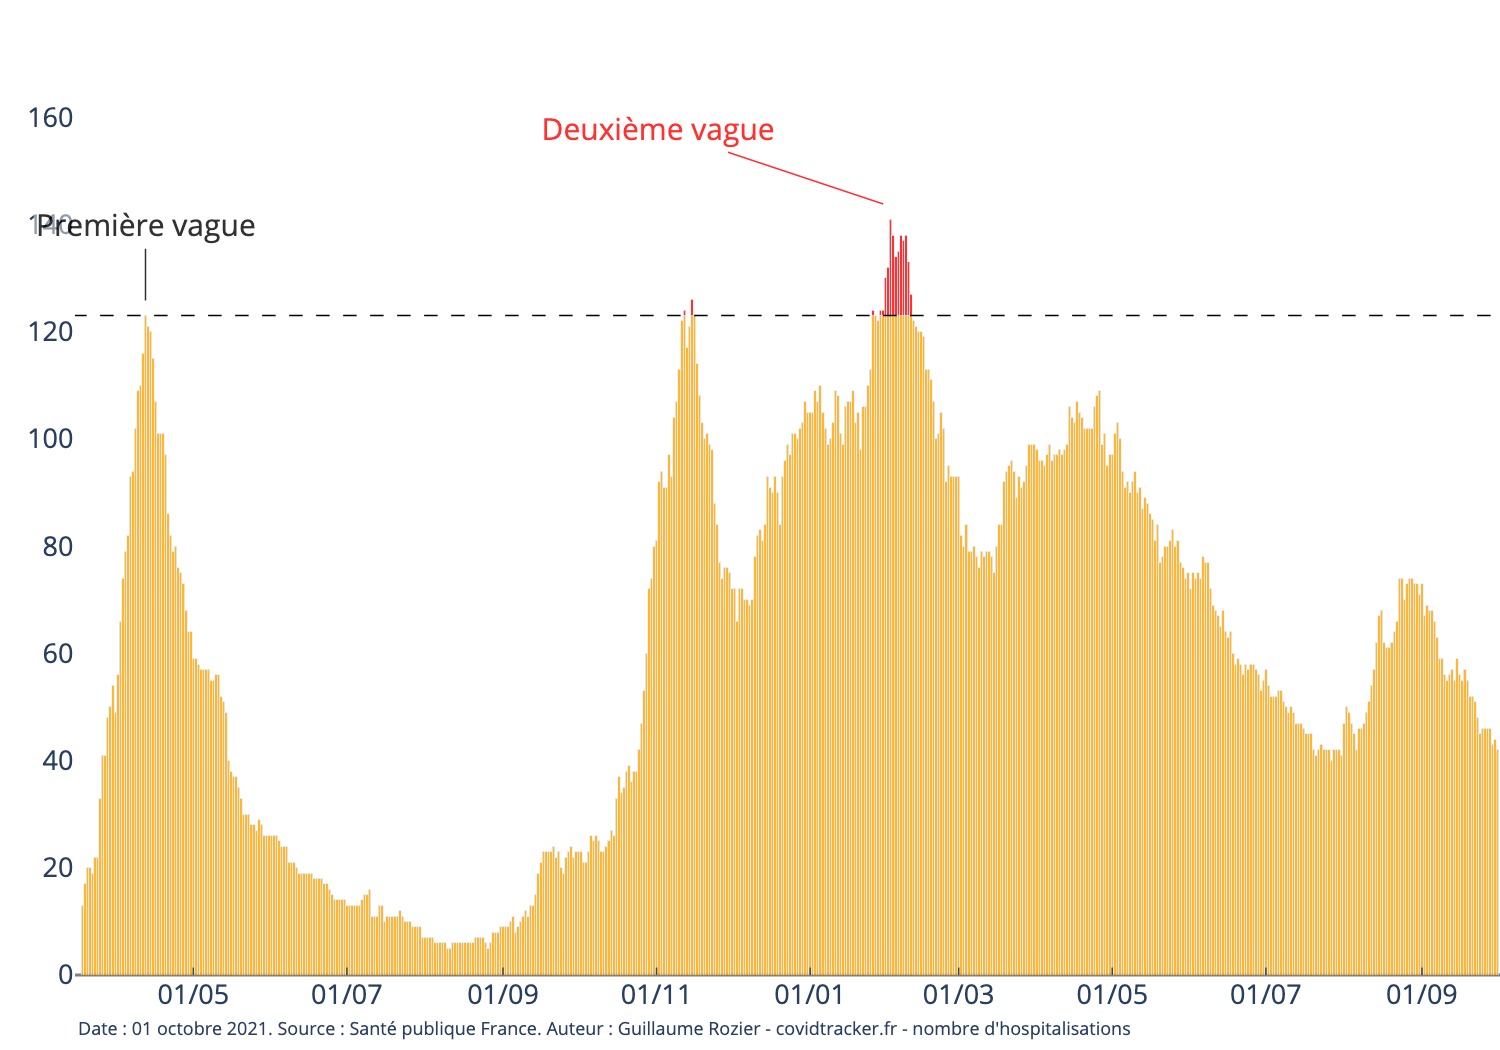 160
Deuxième vague
140
Première vague
120
100
80
60
40
20
0
01/05 01/07 01/09 01/11 01/01 01/03 01/05 01/07 01/09
Date : 01 octobre 2021. Source : Santé publique France. Auteur : Guillaume Rozier - covidtracker.fr - nombre d'hospitalisations